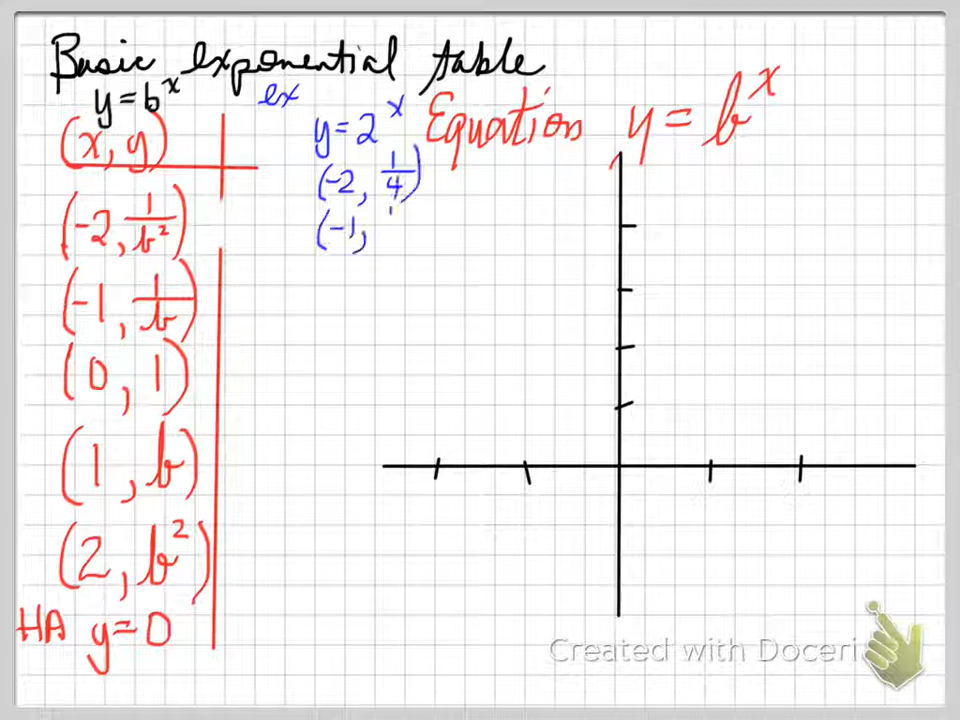 Basic exponential table
y = b^x
(x, y)
(-2, 1/b²)
(-1, 1/b)
(0, 1)
(1, b)
(2, b²)
HA y = 0
ex
y = 2^x
(-2, 1/4)
(-1,
Equation y = b^x
Created with Doceri